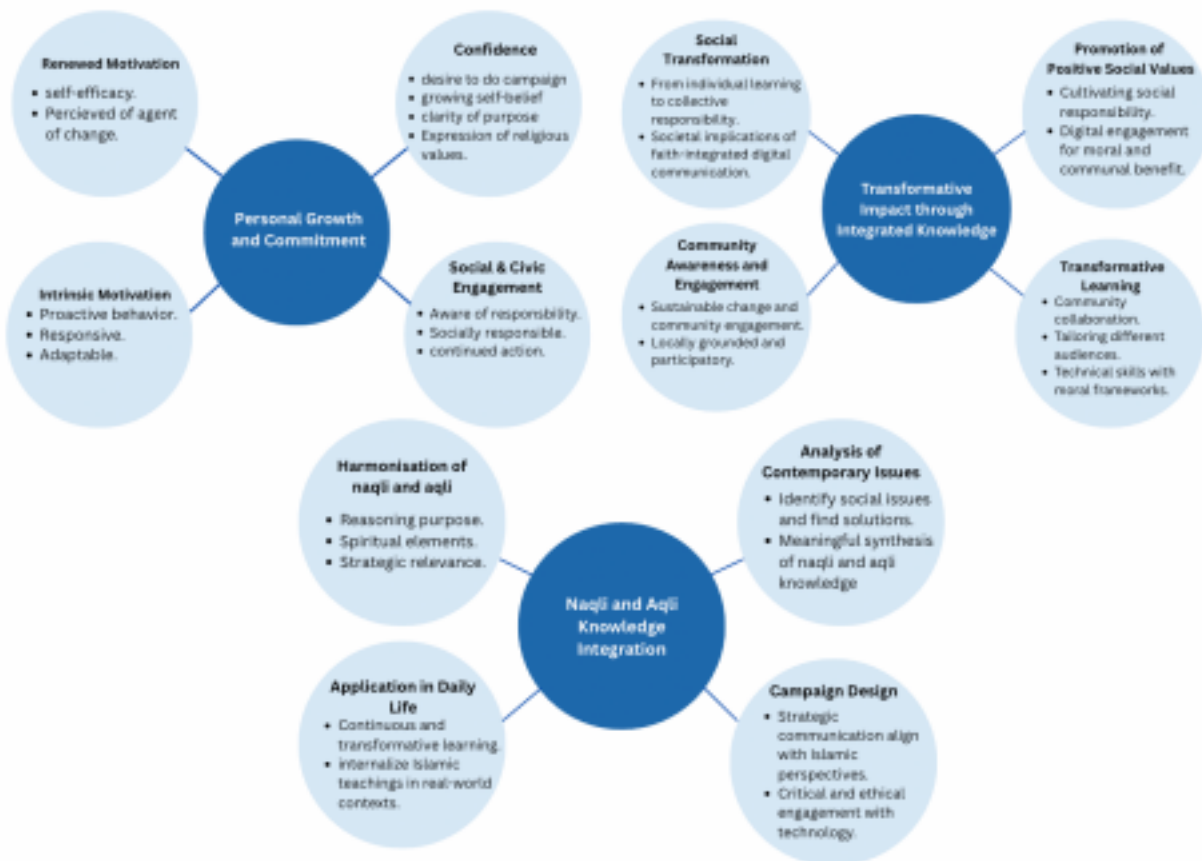 Renewed Motivation
▪ self-efficacy.
▪ Percieved of agent
of change.
Confidence
▪ desire to do campaign
▪ growing self-belief
▪ clarity of purpose
▪ Expression of religious
values.
Personal Growth
and Commitment
Intrinsic Motivation
▪ Proactive behavior.
▪ Responsive.
▪ Adaptable.
Social & Civic
Engagement
▪ Aware of responsbility.
▪ Socially responsible.
▪ continued action.
Social
Transformation
• From individual learning
to collective
responsibility.
• Societal implications of
faith-integrated digital
communication.
Promotion of
Positive Social Values
• Cultivating social
responsibility.
• Digital engagement
for moral and
communal benefit.
Transformative
Impact through
Integrated Knowledge
Community
Awareness and
Engagement
• Sustainable change and
community engagement.
• Locally grounded and
participatory.
Transformative
Learning
• Community
collaboration.
• Tailoring different
audiences.
• Technical skills with
moral frameworks.
Harmonisation of
naqli and aqli
▪ Reasoning purpose.
▪ Spiritual elements.
▪ Strategic relevance.
Analysis of
Contemporary Issues
• Identify social issues
and find solutions.
• Meaningful synthesis
of naqli and aqli
knowledge
Naqli and Aqli
Knowledge
Integration
Application in Daily
Life
• Continuous and
transformative learning.
• internalize Islamic
teachings in real-world
contexts.
Campaign Design
• Strategic
communication align
with Islamic
perspectives.
• Critical and ethical
engagement with
technology.